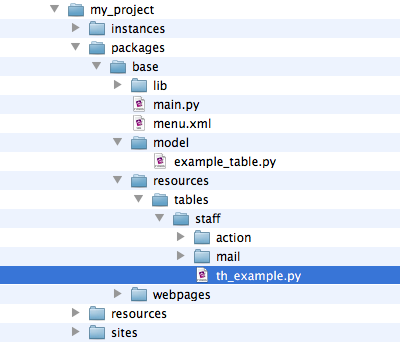 my_project
instances
packages
base
lib
main.py
menu.xml
model
example_table.py
resources
tables
staff
action
mail
th_example.py
webpages
resources
sites